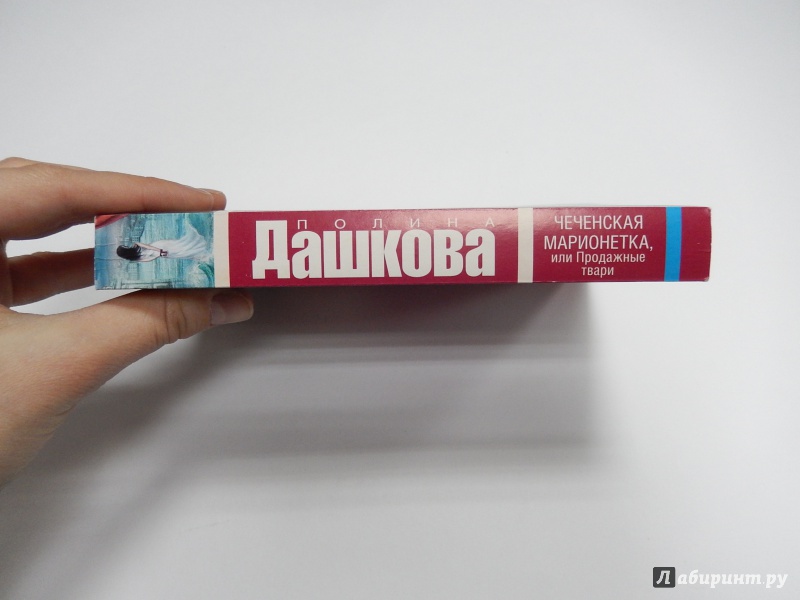 ПОЛИНА
Дашкова
ЧЕЧЕНСКАЯ
МАРИОНЕТКА,
или Продажные
твари
Лабиринт.ру